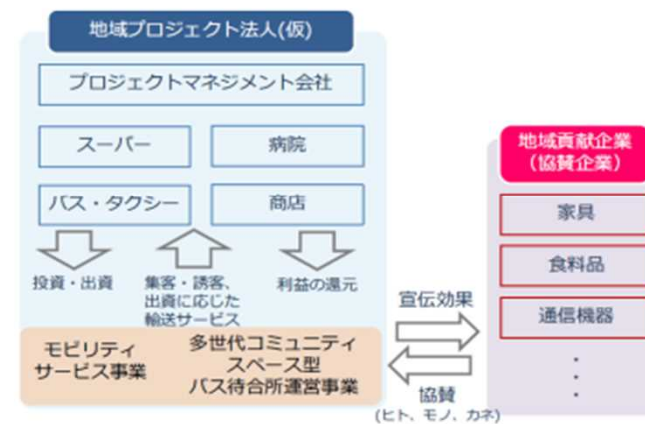 地域プロジェクト法人(仮)
プロジェクトマネジメント会社
スーパー
病院
バス・タクシー
商店
投資・出資
集客・誘客、
出資に応じた
輸送サービス
利益の還元
モビリティ
サービス事業
多世代コミュニティ
スペース型
バス待合所運営事業
宣伝効果
協賛
(ヒト、モノ、カネ)
地域貢献企業
(協賛企業)
家具
食料品
通信機器
・
・
・